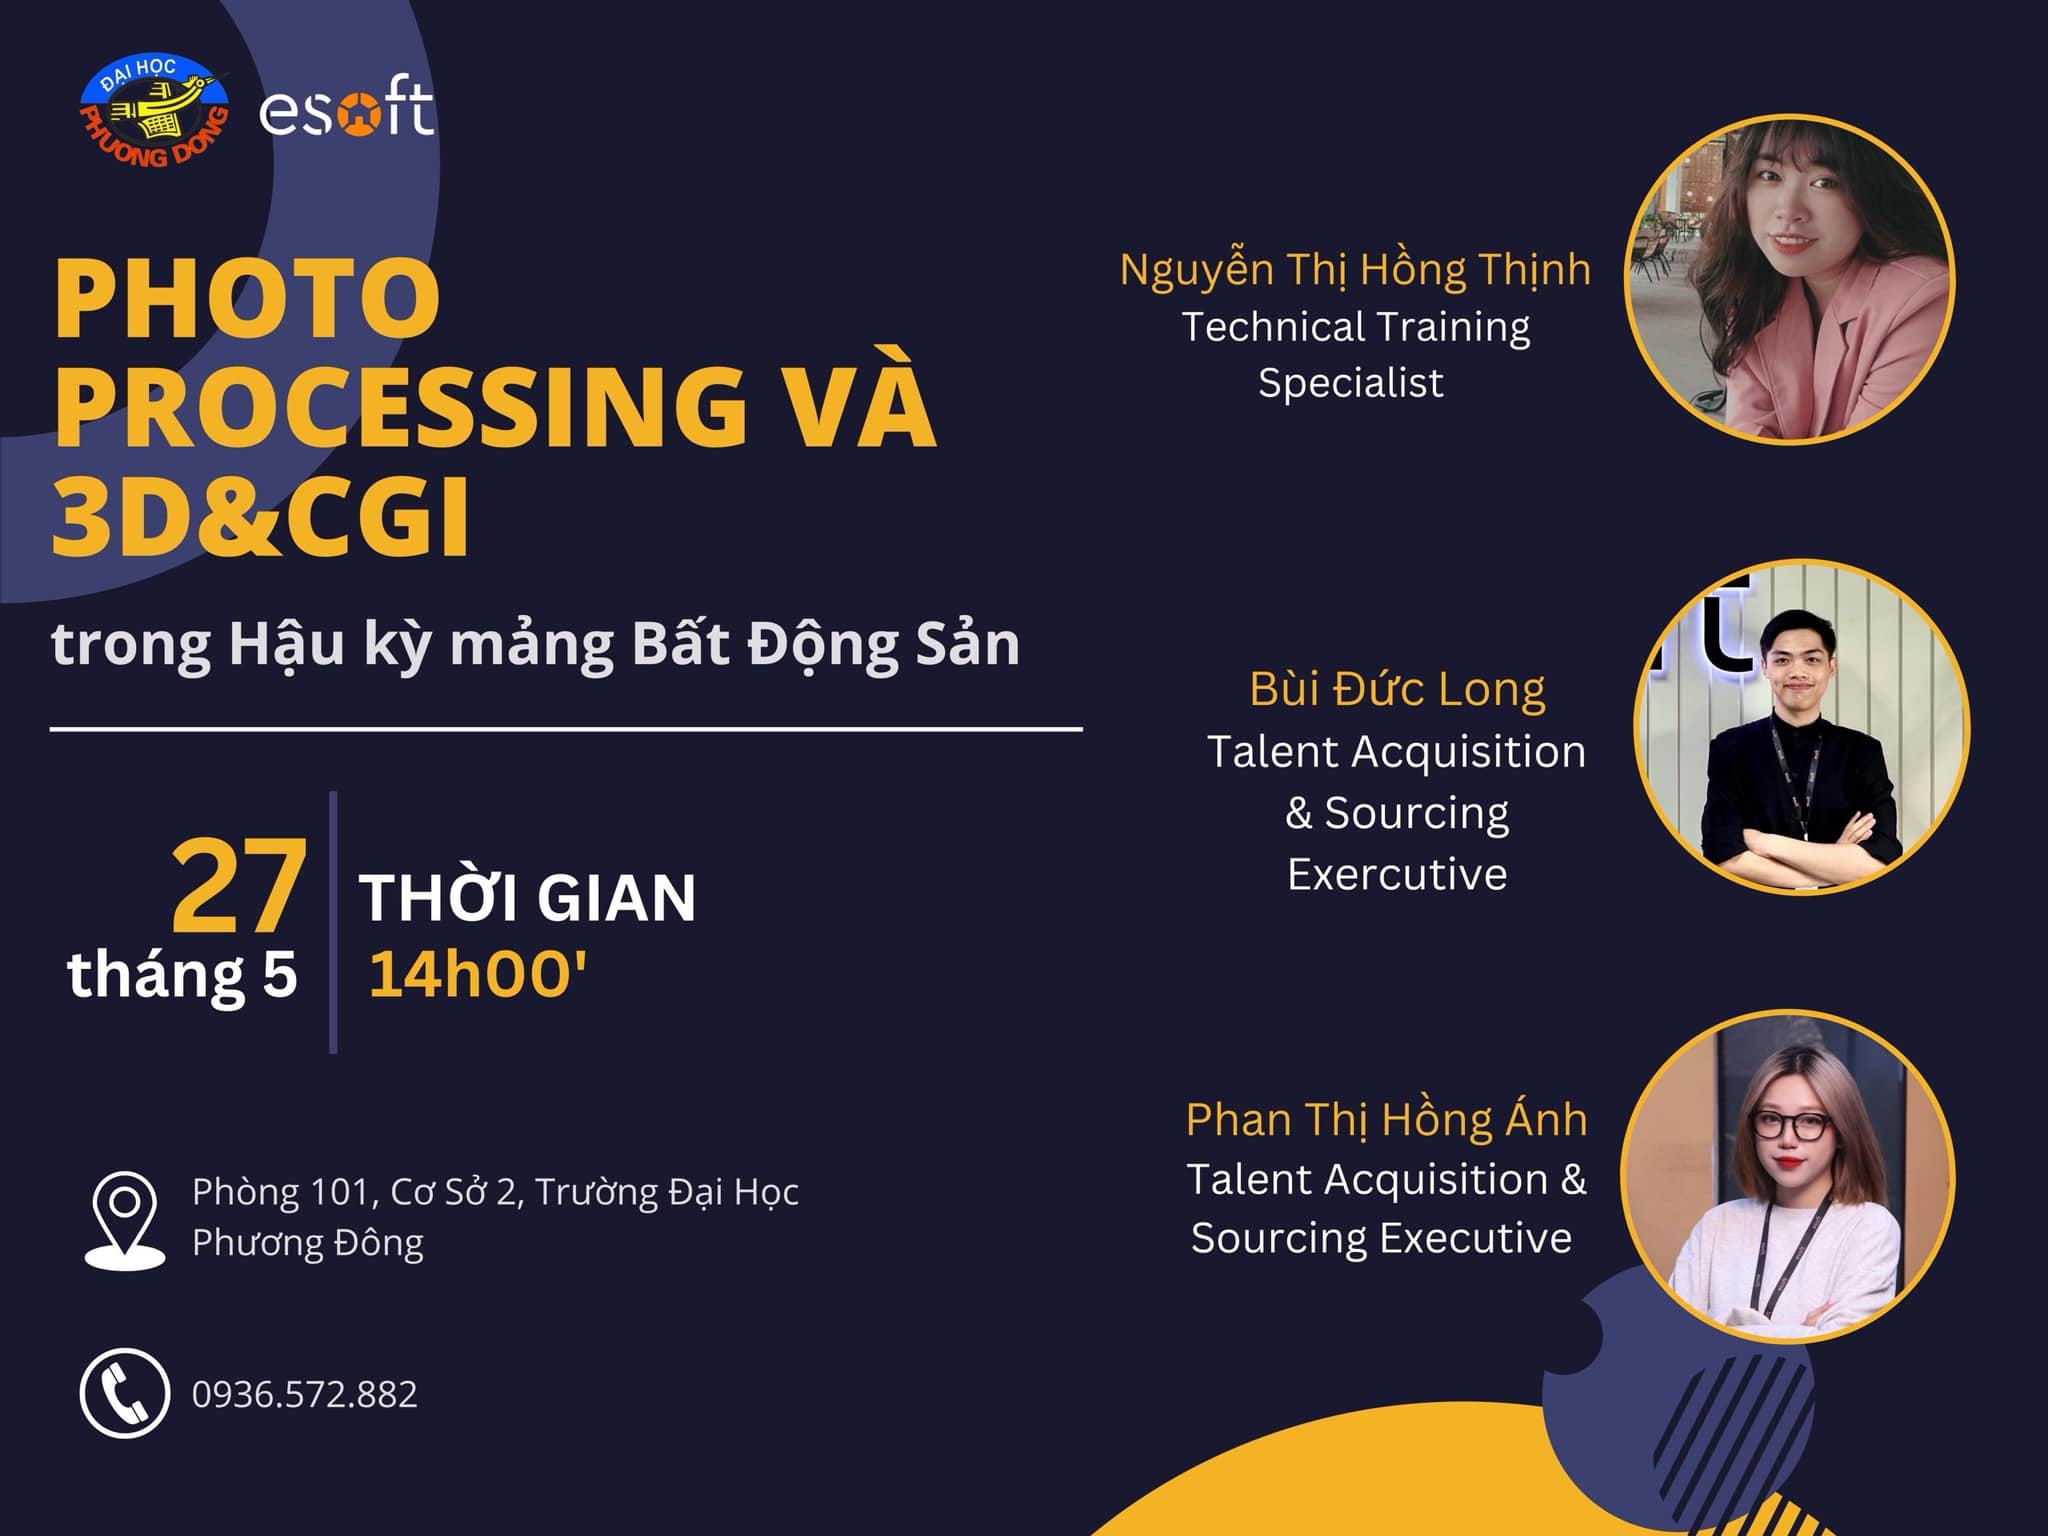 ĐẠI HỌC
PHUONG DONG
esoft
PHOTO
PROCESSING VÀ
3D&CGI
trong Hậu kỳ mảng Bất Động Sản
27
tháng 5
THỜI GIAN
14h00'
Phòng 101, Cơ Sở 2, Trường Đại Học
Phương Đông
0936.572.882
Nguyễn Thị Hồng Thịnh
Technical Training
Specialist
Bùi Đức Long
Talent Acquisition
& Sourcing
Exercutive
Phan Thị Hồng Ánh
Talent Acquisition &
Sourcing Executive